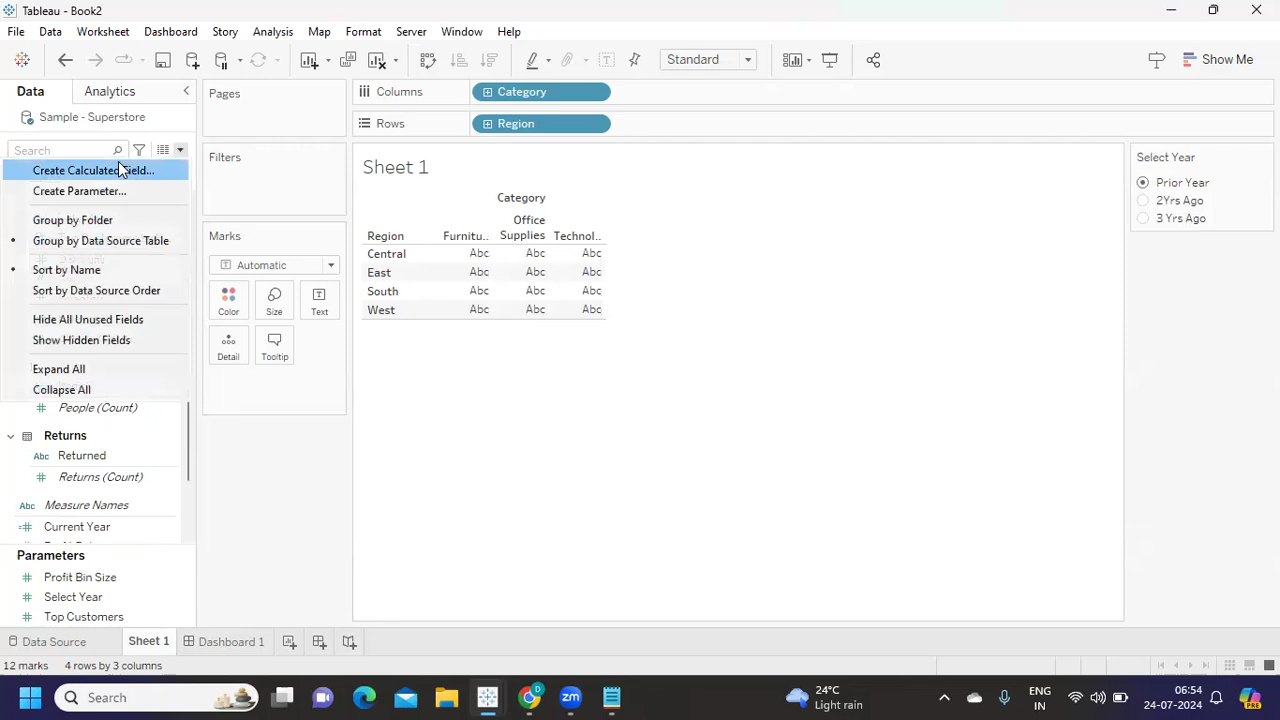 Tableau - Book2
File Data Worksheet Dashboard Story Analysis Map Format Server Window Help
Standard
Show Me
Data Analytics
Pages
Columns
Category
Sample - Superstore
Rows
Region
Search
Create Calculated Field...
Create Parameter...
Group by Folder
Group by Data Source Table
Sort by Name
Sort by Data Source Order
Hide All Unused Fields
Show Hidden Fields
Expand All
Collapse All
People (Count)
Returns
Abc Returned
Returns (Count)
Abc Measure Names
Current Year
Parameters
Profit Bin Size
Select Year
Top Customers
Filters
Marks
Automatic
Color Size Text
Detail Tooltip
Sheet 1
Category
Office
Region Furnitu.. Supplies Technol..
Central Abc Abc Abc
East Abc Abc Abc
South Abc Abc Abc
West Abc Abc Abc
Select Year
Prior Year
2Yrs Ago
3 Yrs Ago
Data Source Sheet 1 Dashboard 1
12 marks 4 rows by 3 columns
Search
24°C
Light rain
ENG
IN
06:54
24-07-2024